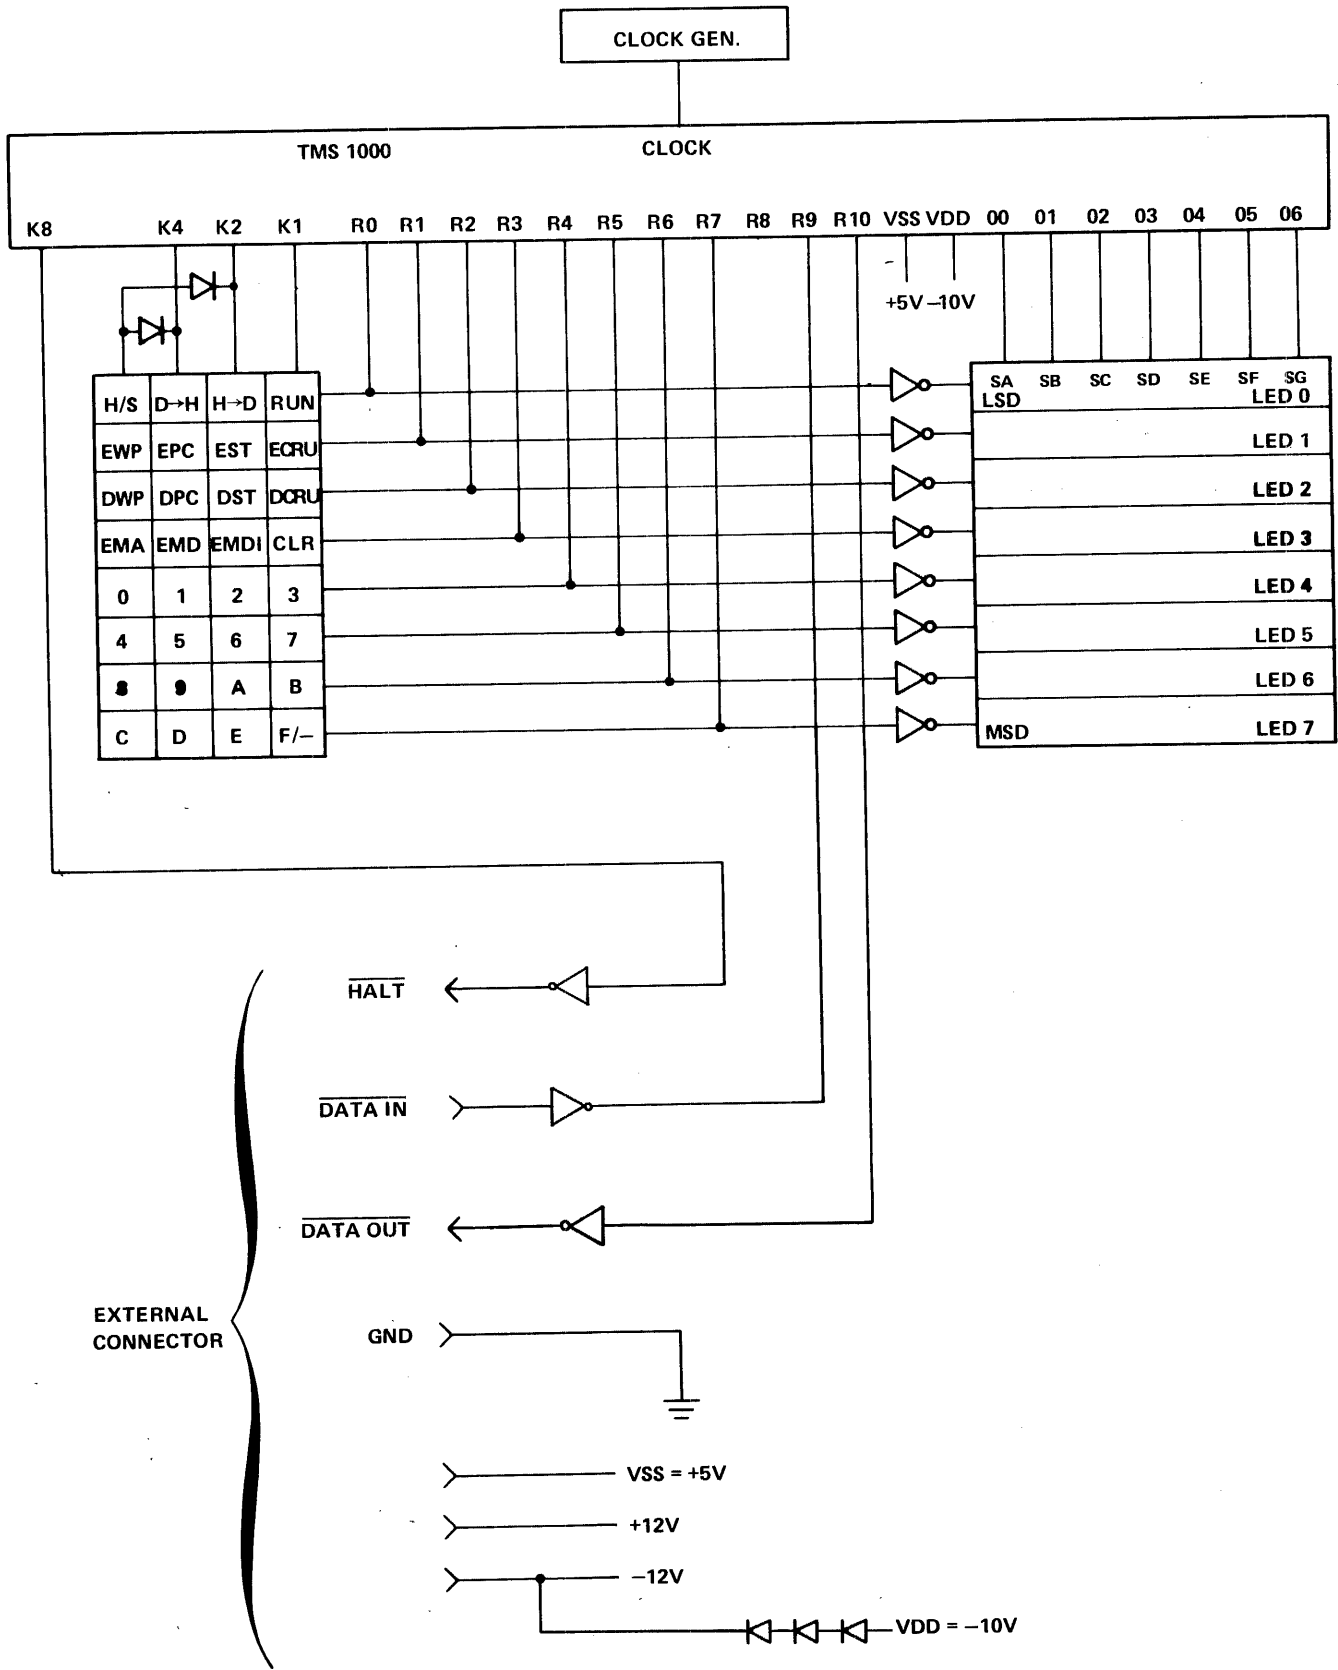 CLOCK GEN.
TMS 1000 CLOCK
K8 K4 K2 K1 R0 R1 R2 R3 R4 R5 R6 R7 R8 R9 R10 VSS VDD 00 01 02 03 04 05 06
+5V –10V
H/S D→H H→D RUN
SA SB SC SD SE SF SG
LSD LED 0
EWP EPC EST ECRU
LED 1
DWP DPC DST DCRU
LED 2
EMA EMD EMDI CLR
LED 3
0 1 2 3
LED 4
4 5 6 7
LED 5
8 9 A B
LED 6
C D E F/–
MSD LED 7
HALT
DATA IN
DATA OUT
EXTERNAL
CONNECTOR
GND
VSS = +5V
+12V
–12V
VDD = –10V